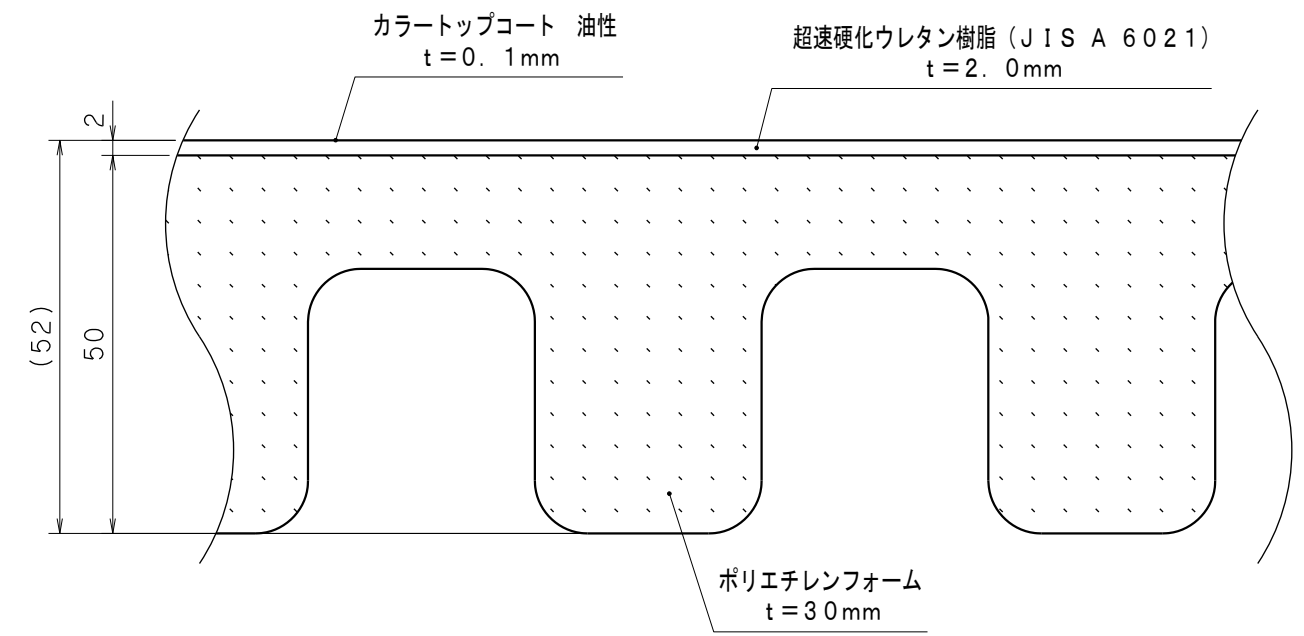 カラートップコート　油性
ｔ＝０．１mm
超速硬化ウレタン樹脂（ＪＩＳ　Ａ　６０２１）
ｔ＝２．０mm
2
(52)
50
ポリエチレンフォーム
ｔ＝３０mm